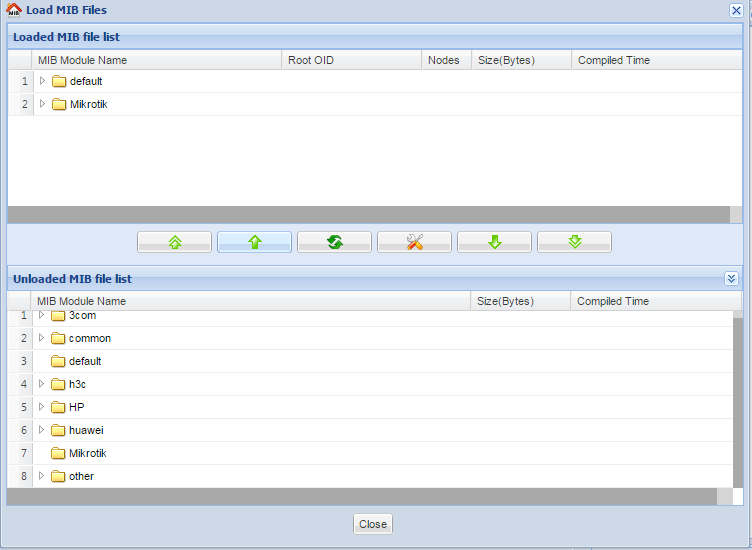 MIB Load MIB Files
Loaded MIB file list
MIB Module Name Root OID Nodes Size(Bytes) Compiled Time
1 default
2 Mikrotik
Unloaded MIB file list
MIB Module Name Size(Bytes) Compiled Time
1 3com
2 common
3 default
4 h3c
5 HP
6 huawei
7 Mikrotik
8 other
Close